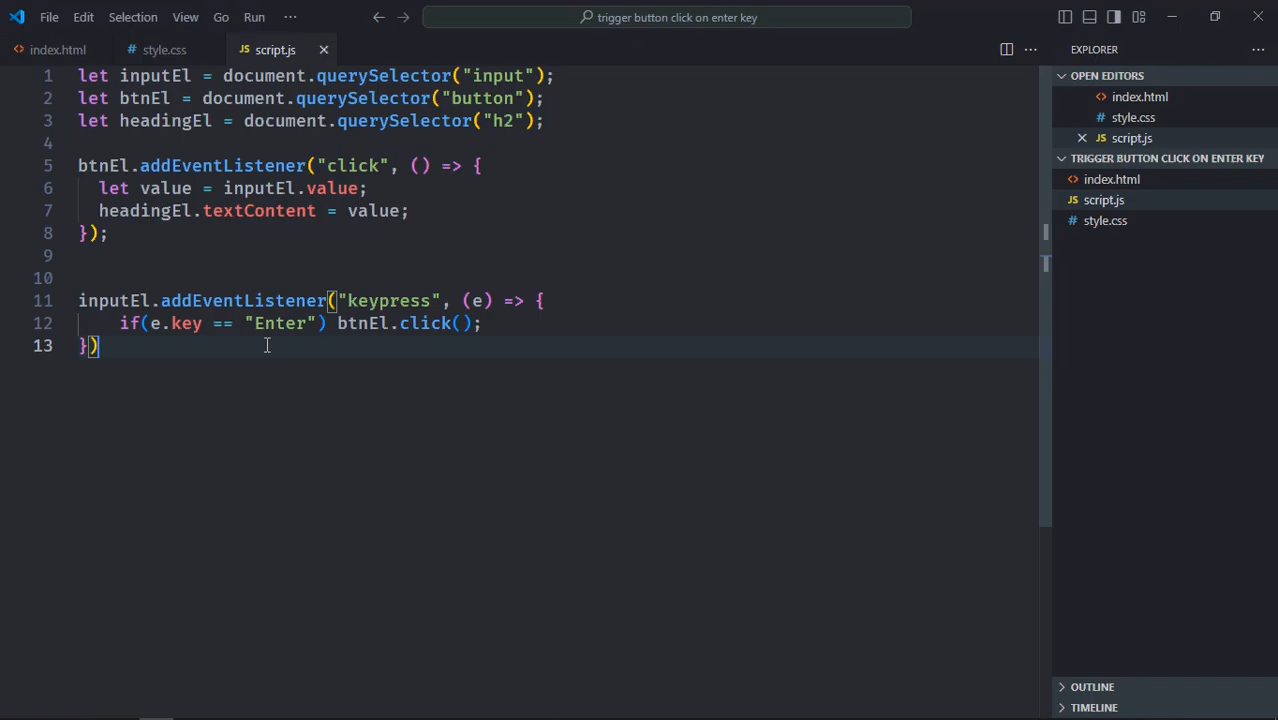 File Edit Selection View Go Run ··· trigger button click on enter key
index.html style.css JS script.js EXPLORER
OPEN EDITORS
index.html
style.css
JS script.js
TRIGGER BUTTON CLICK ON ENTER KEY
index.html
JS script.js
style.css
1 let inputEl = document.querySelector("input");
2 let btnEl = document.querySelector("button");
3 let headingEl = document.querySelector("h2");
4
5 btnEl.addEventListener("click", () => {
6 let value = inputEl.value;
7 headingEl.textContent = value;
8 });
9
10
11 inputEl.addEventListener("keypress", (e) => {
12 if(e.key == "Enter") btnEl.click();
13 })
OUTLINE
TIMELINE